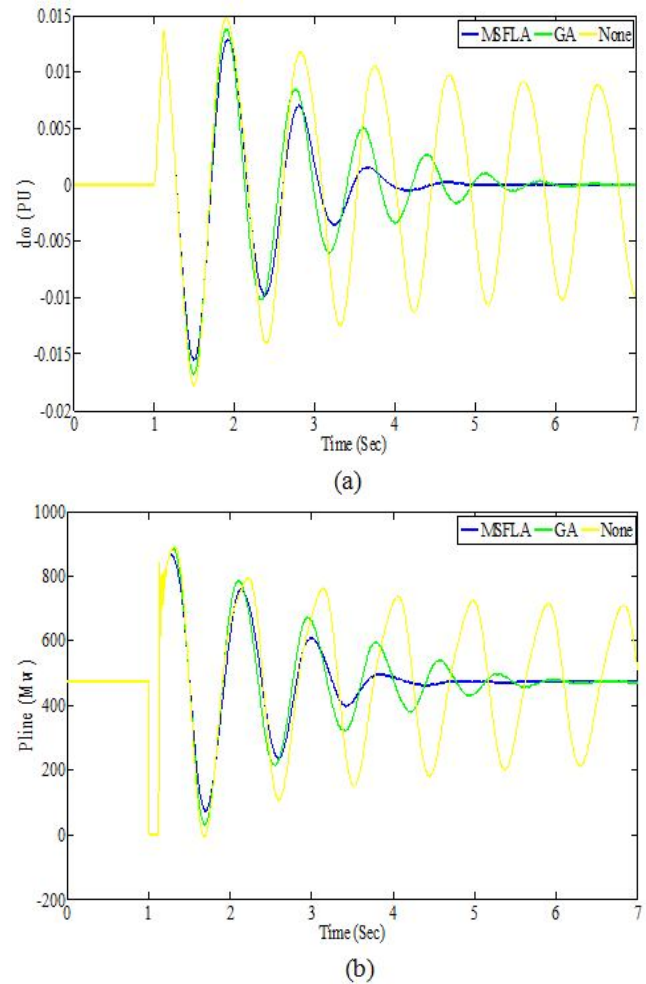 0.015
MSFLA GA None
0.01
0.005
0
-0.005
-0.01
-0.015
-0.02
dω (PU)
0 1 2 3 4 5 6 7
Time (Sec)
(a)
1000
MSFLA GA None
800
600
400
200
0
-200
Pline (Mw)
0 1 2 3 4 5 6 7
Time (Sec)
(b)